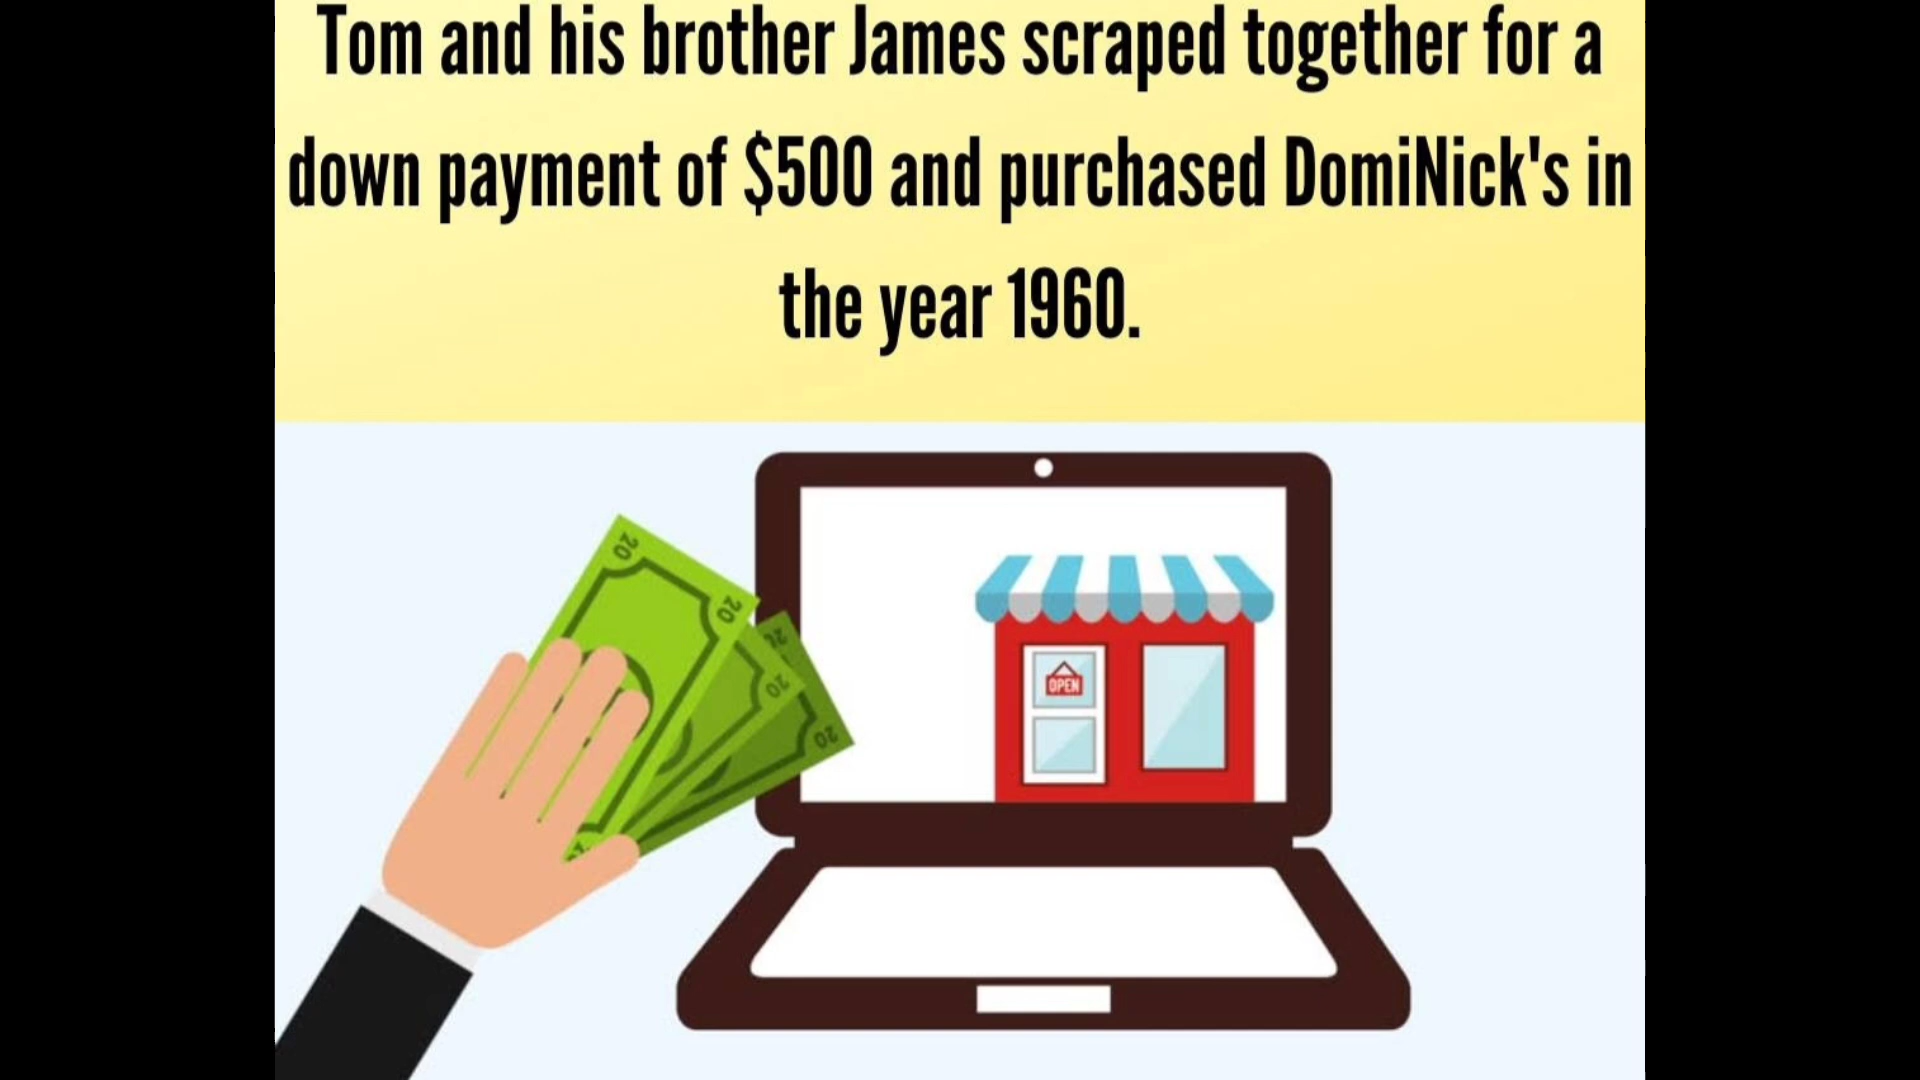 Tom and his brother James scraped together for a
down payment of $500 and purchased DomiNick's in
the year 1960.
20
20
20
20
20
OPEN